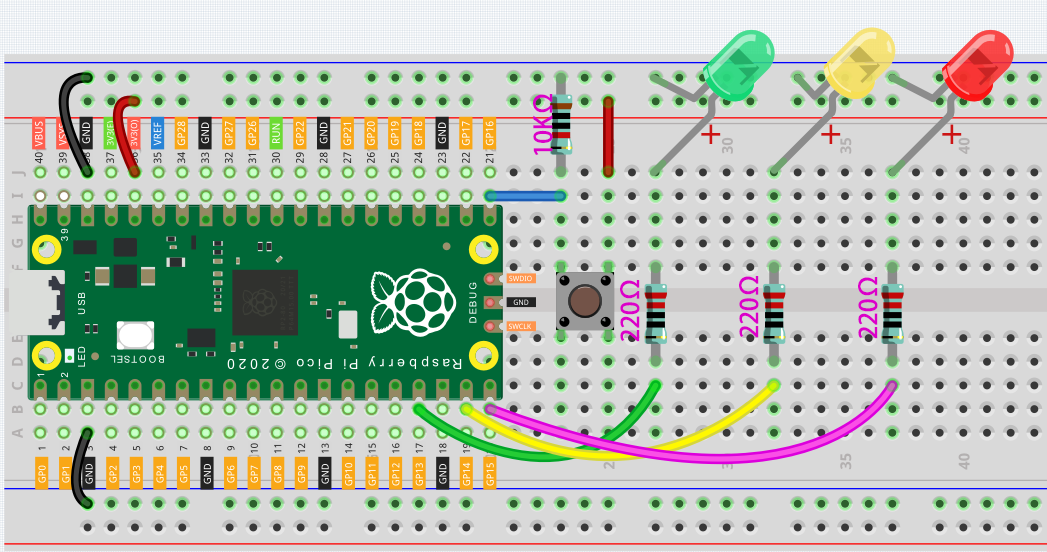 40 VBUS
39 VSYS
38 GND
37 3V3(E)
36 3V3(O)
35 VREF
34 GP28
33 GND
32 GP27
31 GP26
30 RUN
29 GP22
28 GND
27 GP21
26 GP20
25 GP19
24 GP18
23 GND
22 GP17
21 GP16
10KΩ
+
+
+
30
35
40
J
I
H
G
F
E
D
C
B
A
39
USB
1
2
LED
BOOTSEL
Raspberry Pi Pico © 2020
DEBUG
SWDIO
GND
SWCLK
220Ω
220Ω
220Ω
1 GP0
2 GP1
3 GND
4 GP2
5 GP3
6 GP4
7 GP5
8 GND
9 GP6
10 GP7
11 GP8
12 GP9
13 GND
14 GP10
15 GP11
16 GP12
17 GP13
18 GND
19 GP14
GP15
30
35
40